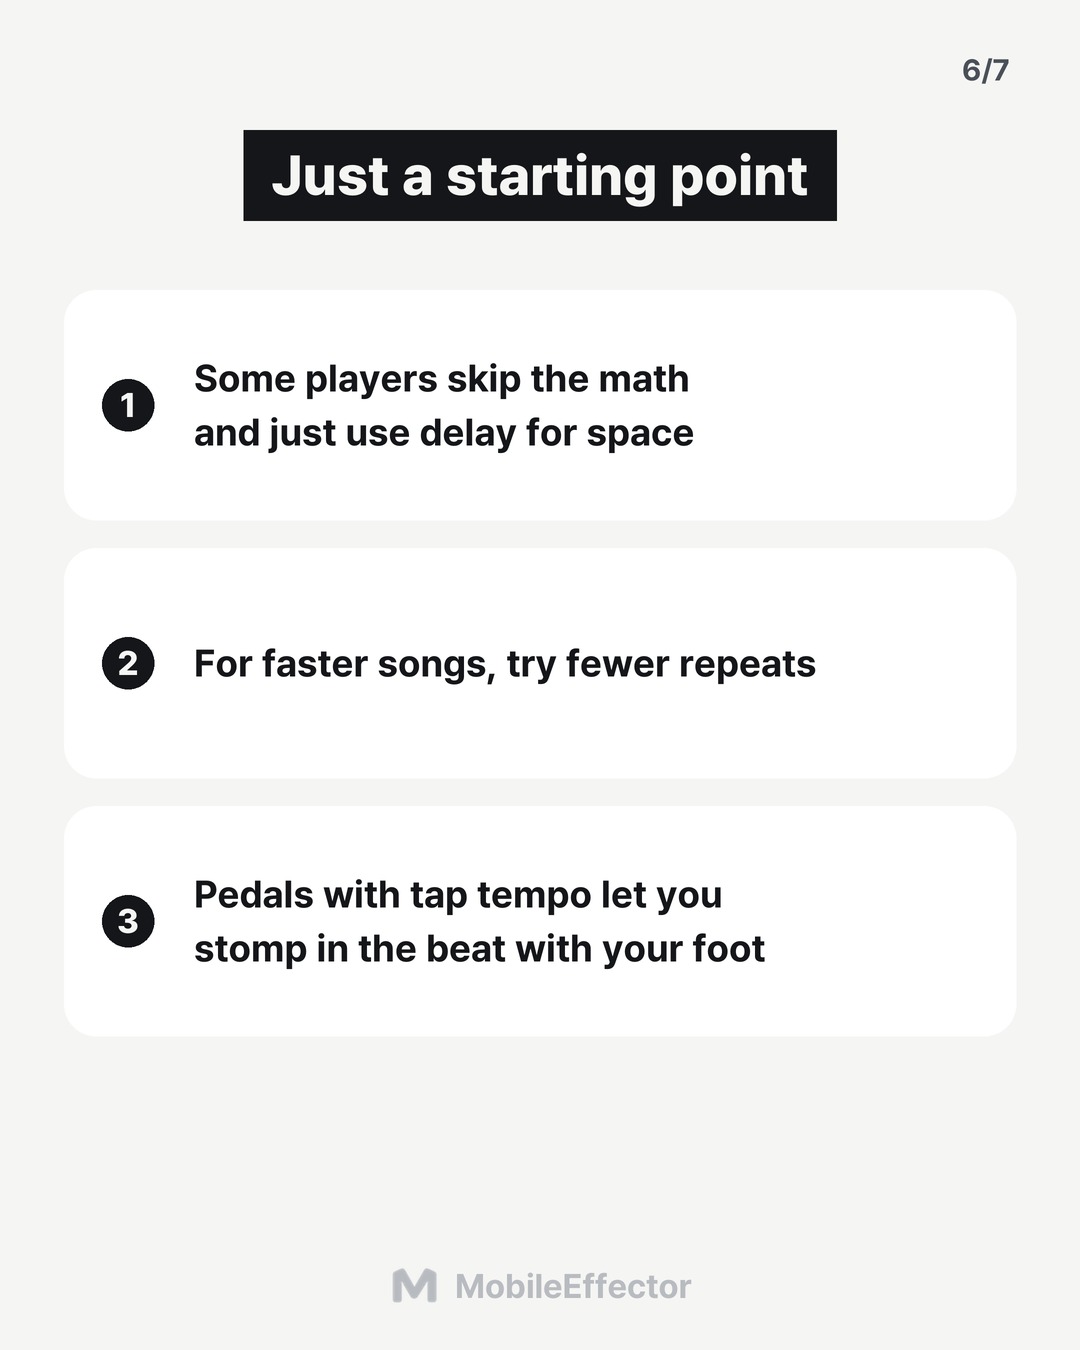 6/7
Just a starting point
1
Some players skip the math
and just use delay for space
2
For faster songs, try fewer repeats
3
Pedals with tap tempo let you
stomp in the beat with your foot
MobileEffector